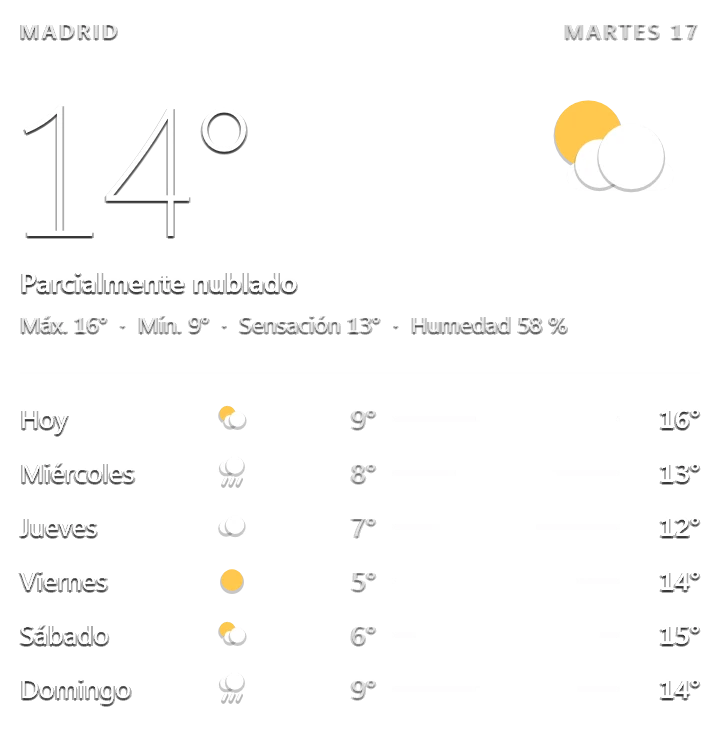 MADRID MARTES 17
14°
Parcialmente nublado
Máx. 16° · Mín. 9° · Sensación 13° · Humedad 58 %
Hoy 9° 16°
Miércoles 8° 13°
Jueves 7° 12°
Viernes 5° 14°
Sábado 6° 15°
Domingo 9° 14°